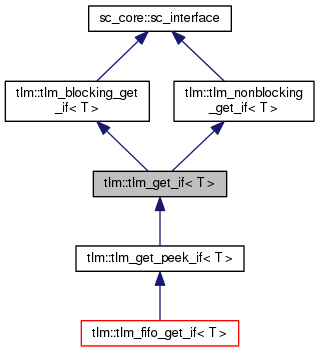 sc_core::sc_interface
tlm::tlm_blocking_get
_if< T >
tlm::tlm_nonblocking
_get_if< T >
tlm::tlm_get_if< T >
tlm::tlm_get_peek_if< T >
tlm::tlm_fifo_get_if< T >